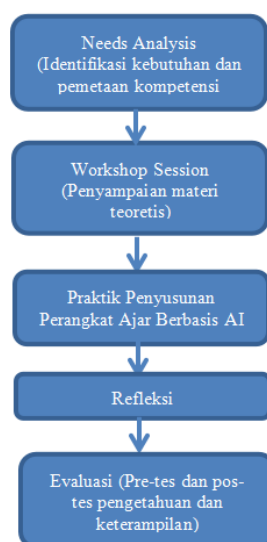 Needs Analysis
(Identifikasi kebutuhan dan
pemetaan kompetensi
Workshop Session
(Penyampaian materi
teoretis)
Praktik Penyusunan
Perangkat Ajar Berbasis AI
Refleksi
Evaluasi (Pre-tes dan pos-
tes pengetahuan dan
keterampilan)